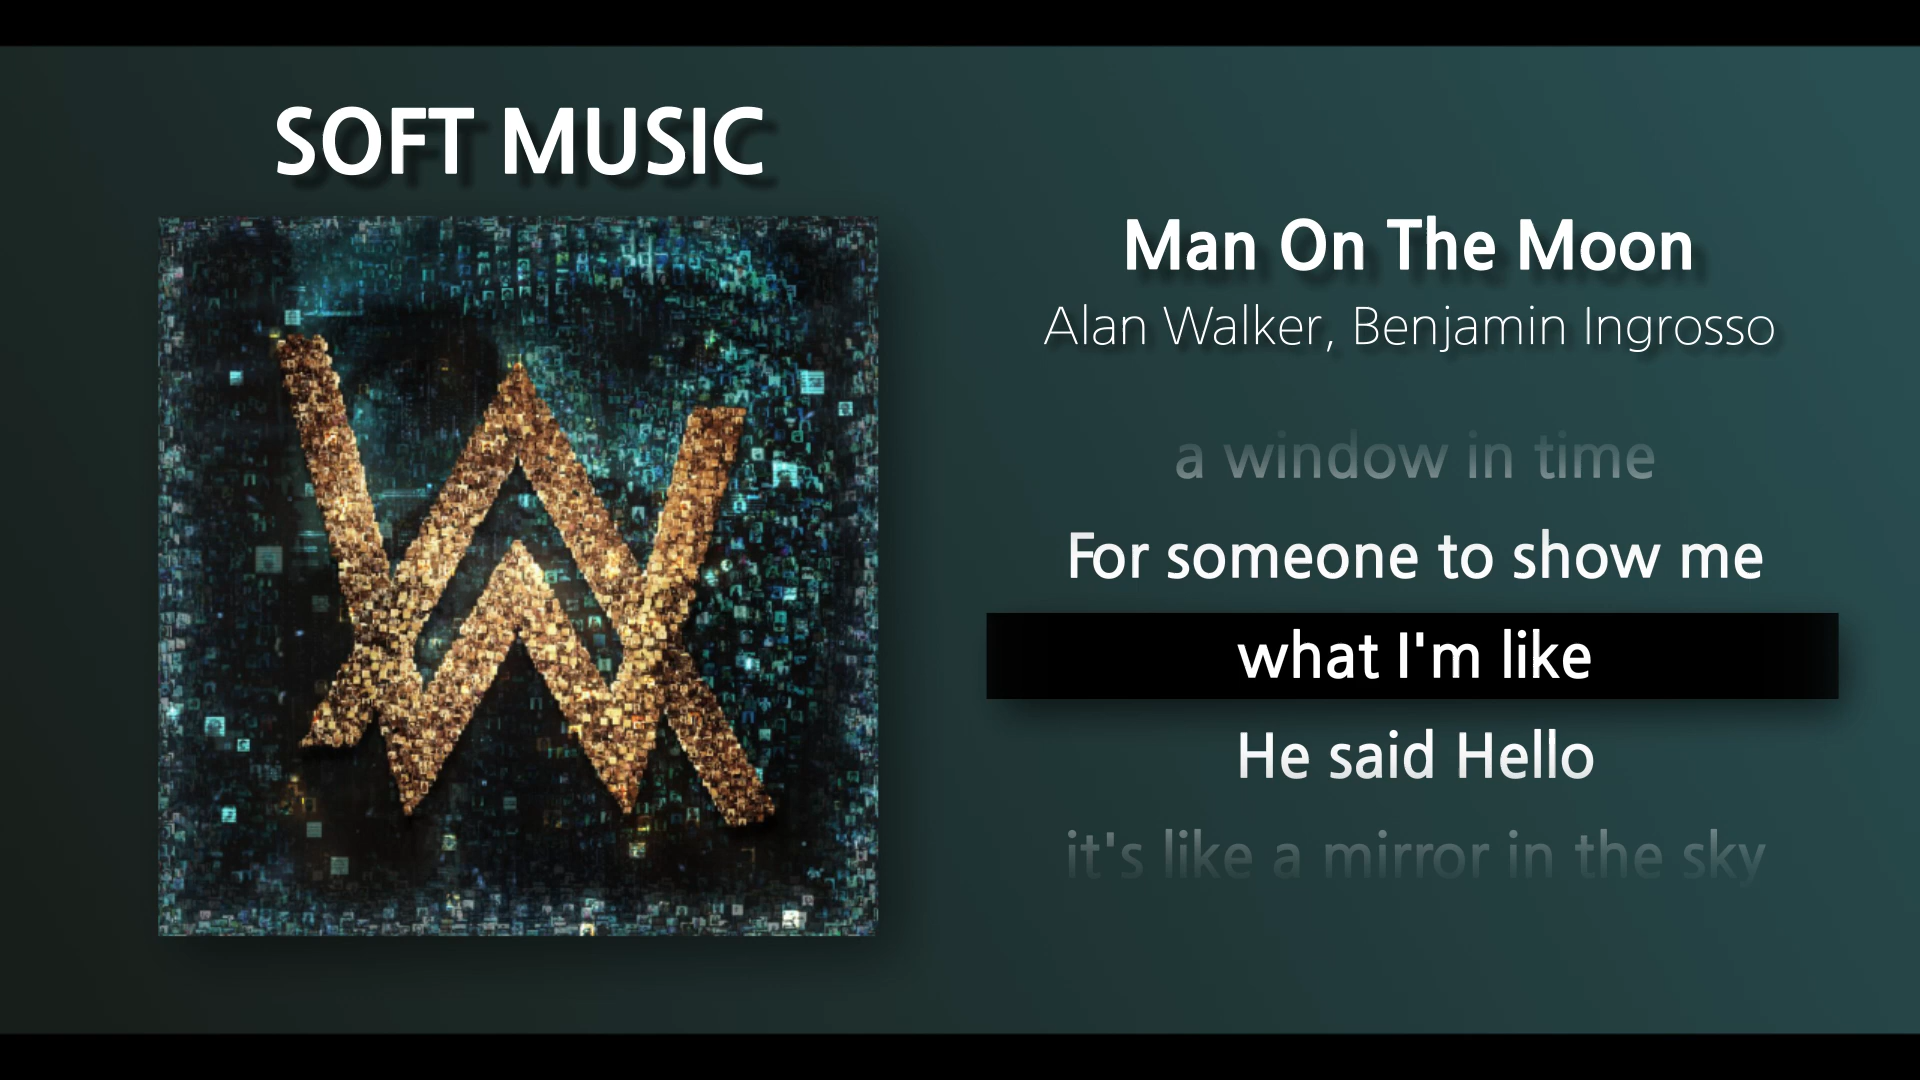 SOFT MUSIC
Man On The Moon
Alan Walker, Benjamin Ingrosso
a window in time
For someone to show me
what I'm like
He said Hello
it's like a mirror in the sky